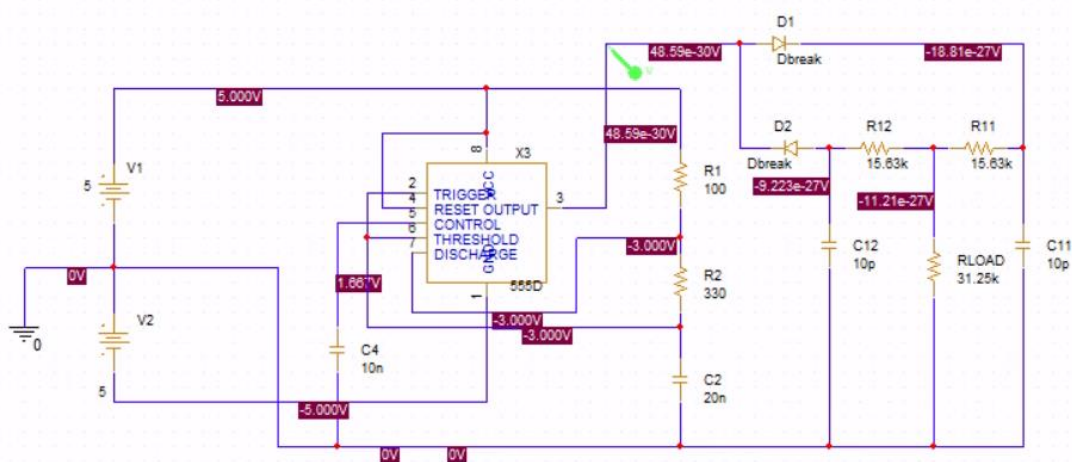 D1
48.59e-30V
Dbreak
-18.81e-27V
5.000V
D2
R12
R11
48.59e-30V
8
X3
Dbreak
15.63k
15.63k
V1
5
VCC
R1
100
-9.223e-27V
2
TRIGGER
4
RESET OUTPUT
3
-11.21e-27V
5
CONTROL
6
THRESHOLD
7
DISCHARGE
GND
-3.000V
C12
10p
RLOAD
31.25k
C11
10p
0V
1.667V
555D
R2
330
1
V2
-3.000V
-3.000V
0
C4
10n
C2
20n
5
-5.000V
0V
0V